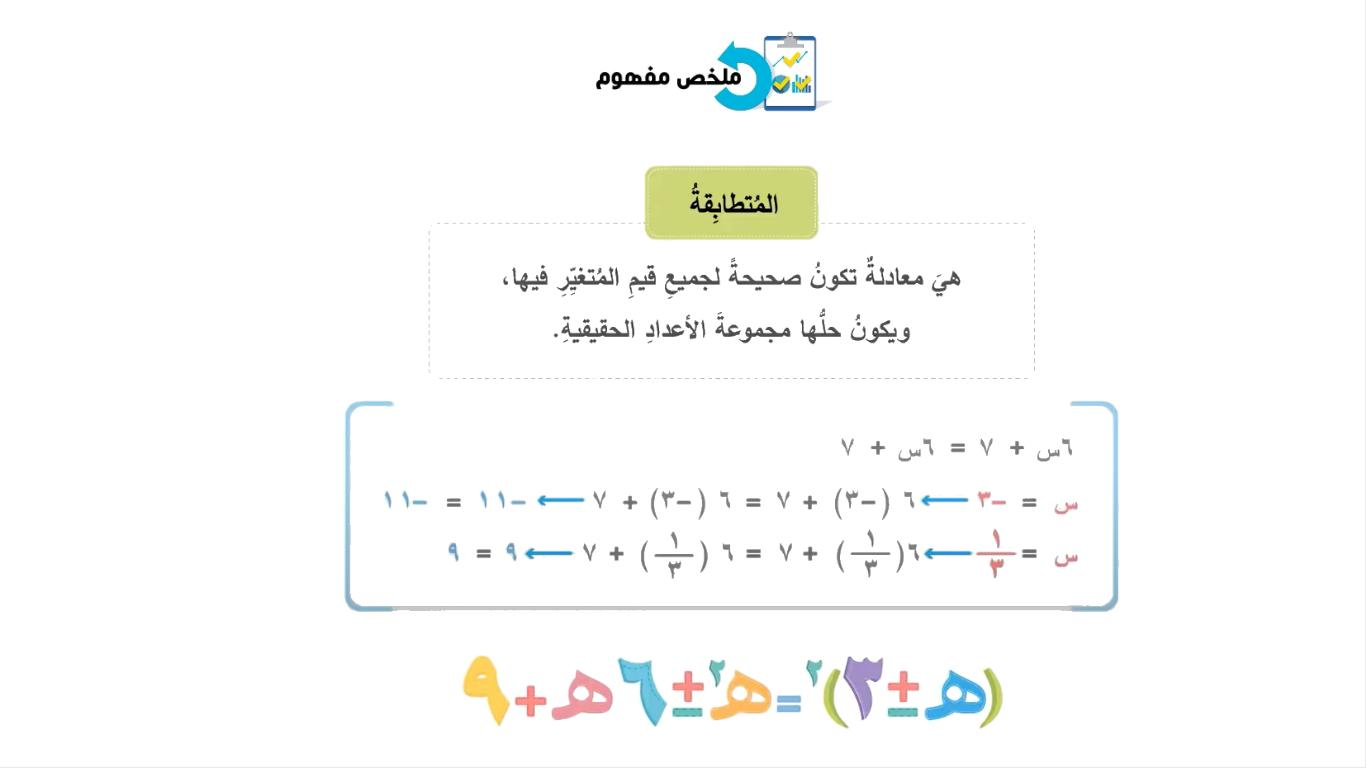 ملخص مفهوم
المُتطابِقةُ
هيَ معادلةٌ تكونُ صحيحةً لجميعِ قيمِ المُتغيِّرِ فيها،
ويكونُ حلُّها مجموعةَ الأعدادِ الحقيقيةِ.
٦س + ٧ = ٦س + ٧
س = −٣ ← ٦ (−٣) + ٧ = ٦ (−٣) + ٧ ← −١١ = −١١
س = ١/٣ ← ٦(١/٣) + ٧ = ٦ (١/٣) + ٧ ← ٩ = ٩
(هـ ± ٣)٢ = هـ٢ ± ٦هـ + ٩